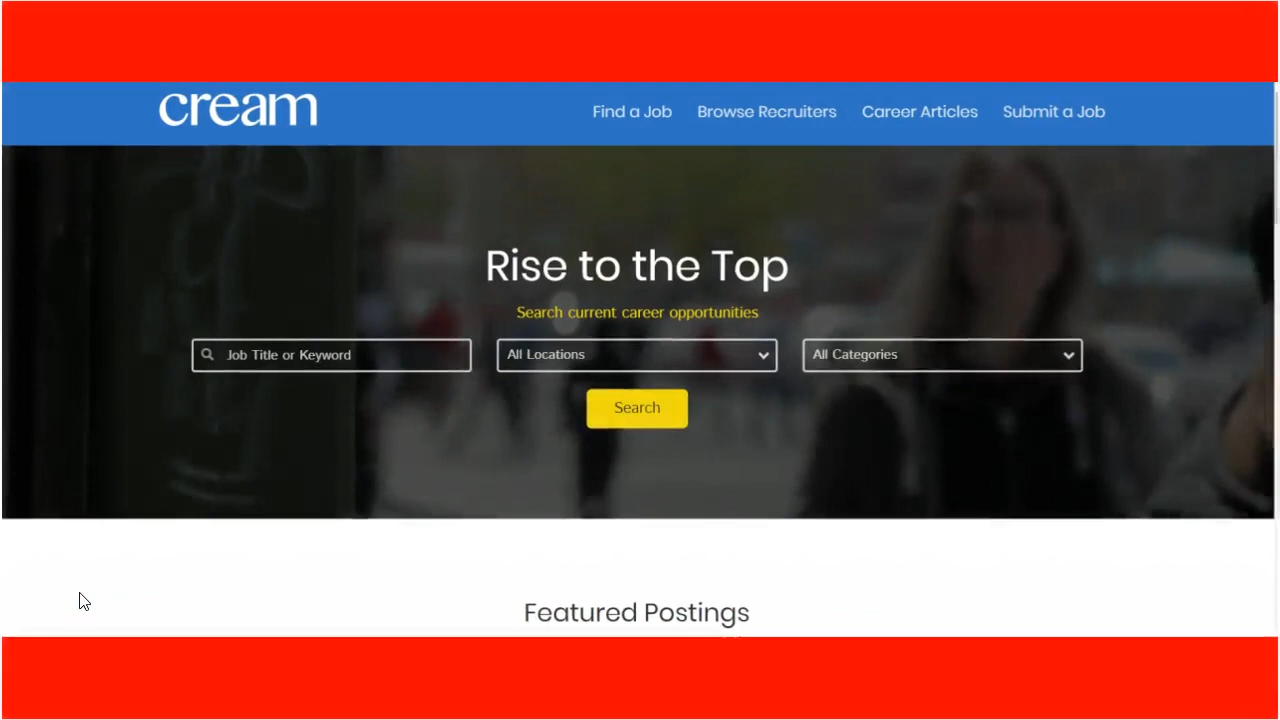 cream
Find a Job Browse Recruiters Career Articles Submit a Job
Rise to the Top
Search current career opportunities
Job Title or Keyword All Locations All Categories
Search
Featured Postings